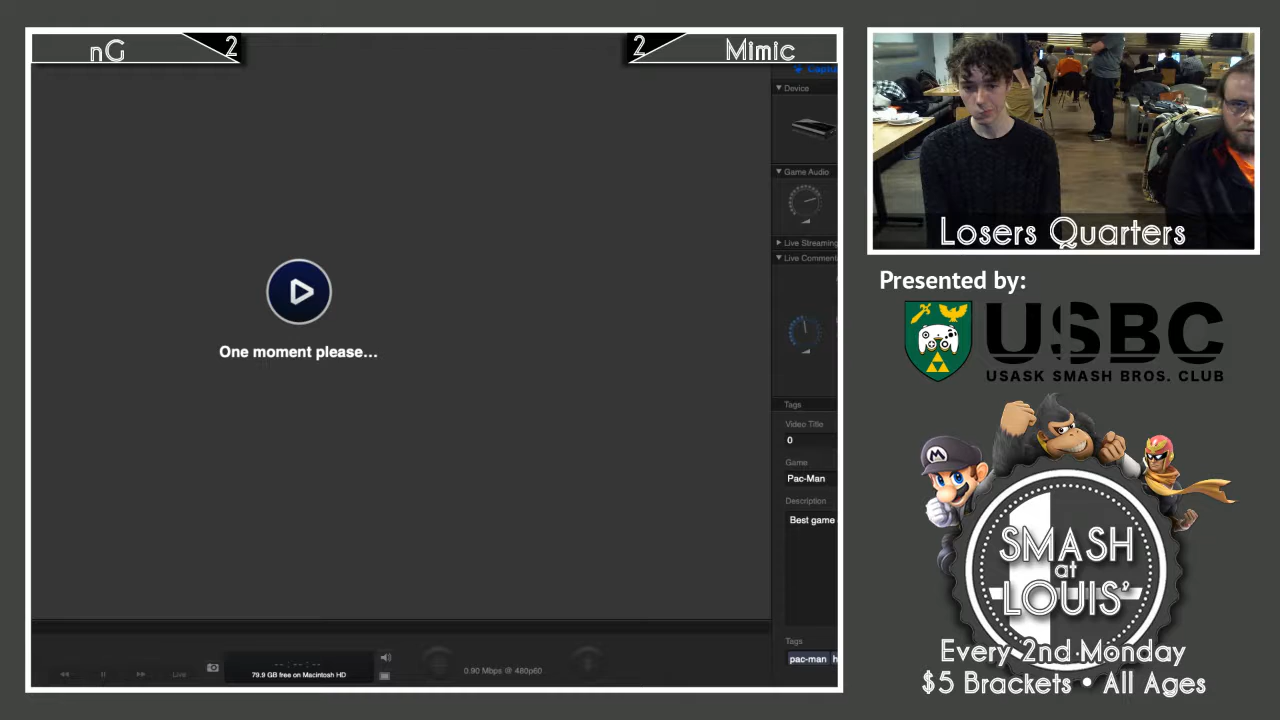 nG
2
2
Mimic
Device
Game Audio
Live Streaming
Live Comment
Tags
Video Title
0
Game
Pac-Man
Description
Best game
Tags
pac-man h
One moment please...
Live
-- : -- : --
79.9 GB free on Macintosh HD
0.90 Mbps @ 480p60
Losers Quarters
Presented by:
USBC
USASK SMASH BROS. CLUB
SMASH
at
LOUIS'
Every 2nd Monday
$5 Brackets • All Ages